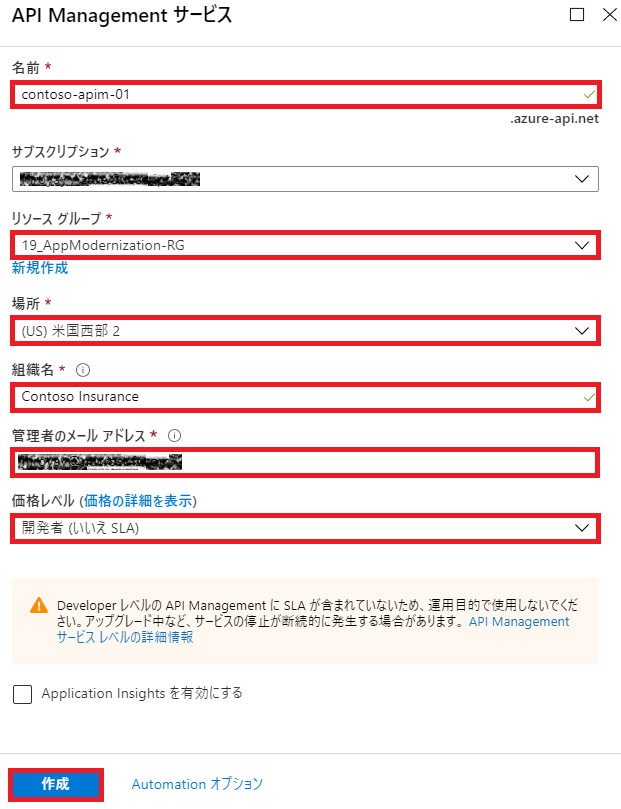 API Management サービス
名前 *
contoso-apim-01
.azure-api.net
サブスクリプション *
リソース グループ *
19_AppModernization-RG
新規作成
場所 *
(US) 米国西部 2
組織名 *
Contoso Insurance
管理者のメール アドレス *
価格レベル (価格の詳細を表示)
開発者 (いいえ SLA)
Developer レベルの API Management に SLA が含まれていないため、運用目的で使用しないでくだ
さい。アップグレード中など、サービスの停止が断続的に発生する場合があります。 API Management
サービス レベルの詳細情報
Application Insights を有効にする
作成 Automation オプション